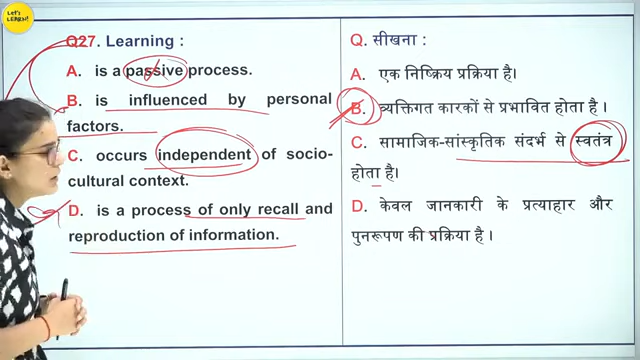 Let's
LEARN!
Q27. Learning :
A. is a passive process.
B. is influenced by personal
factors.
C. occurs independent of socio-
cultural context.
D. is a process of only recall and
reproduction of information.
Q. सीखना :
A. एक निष्क्रिय प्रक्रिया है।
B. व्यक्तिगत कारकों से प्रभावित होता है ।
C. सामाजिक-सांस्कृतिक संदर्भ से स्वतंत्र
होता है।
D. केवल जानकारी के प्रत्याहार और
पुनरूपण की प्रक्रिया है ।